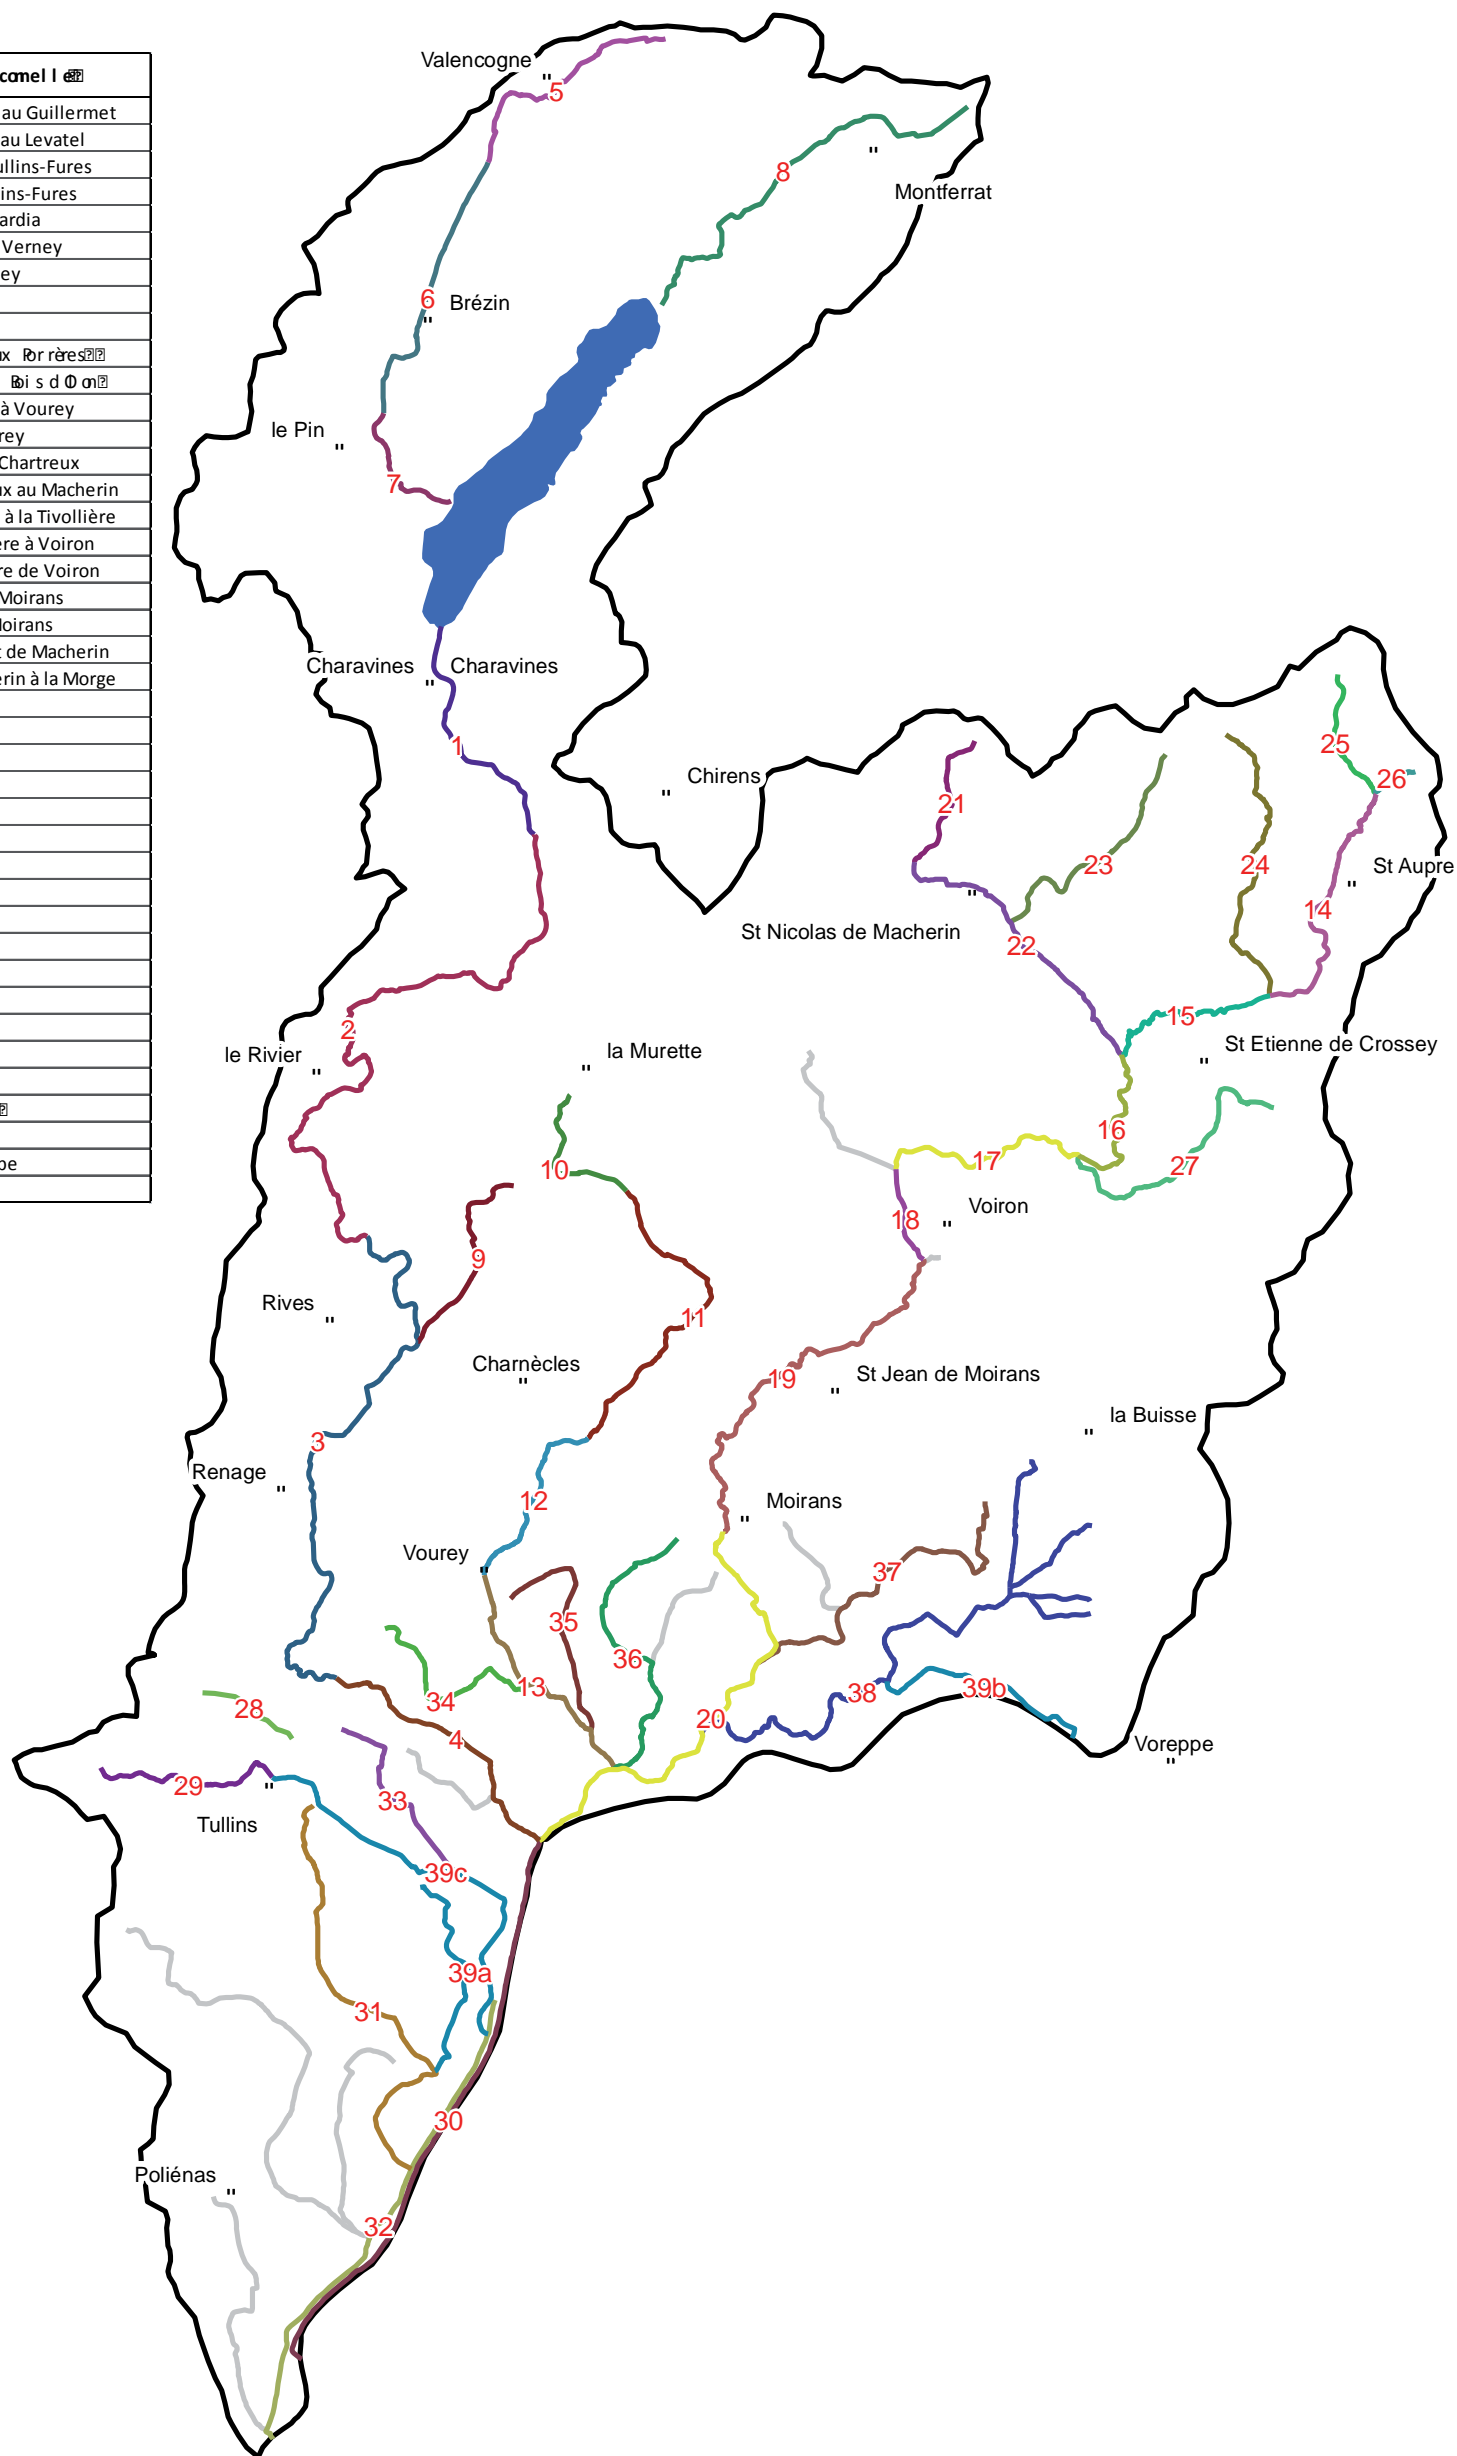 au Guillermet
au Levatel
ullins-Fures
ins-Fures
ardia
Verney
ey
à Vourey
rey
Chartreux
ux au Macherin
à la Tivollière
ère à Voiron
re de Voiron
Moirans
Moirans
t de Macherin
erin à la Morge
pe
Valencogne
5
8
Montferrat
6
Brézin
le Pin
7
Charavines
Charavines
1
Chirens
21
25
26
23
24
St Aupre
14
St Nicolas de Macherin
22
15
2
le Rivier
la Murette
St Etienne de Crossey
16
10
17
27
18
Voiron
9
Rives
11
Charnècles
19
St Jean de Moirans
la Buisse
3
Renage
12
Moirans
Vourey
37
35
36
13
34
38
39b
28
20
4
Voreppe
29
33
Tullins
39c
39a
31
30
Poliénas
32